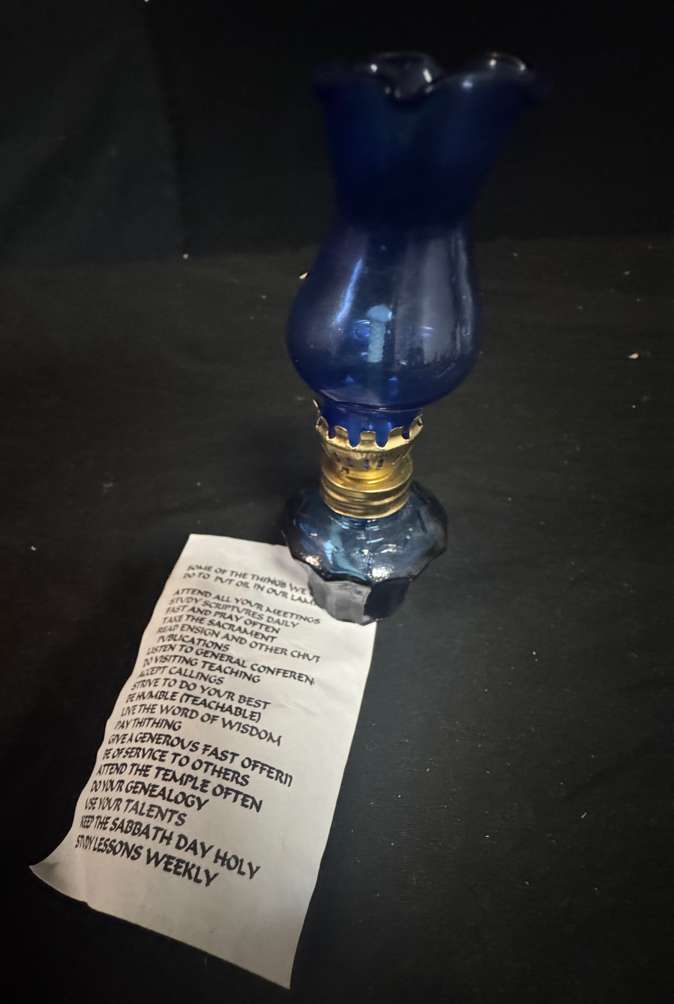 SOME OF THE THINGS WE
DO TO PUT OIL IN OUR LAM
ATTEND ALL YOUR MEETINGS
STUDY SCRIPTURES DAILY
FAST AND PRAY OFTEN
TAKE THE SACRAMENT
READ ENSIGN AND OTHER CHU
PUBLICATIONS
LISTEN TO GENERAL CONFEREN
DO VISITING TEACHING
ACCEPT CALLINGS
STRIVE TO DO YOUR BEST
BE HUMBLE (TEACHABLE)
LIVE THE WORD OF WISDOM
PAY THITHING
GIVE A GENEROUS FAST OFFERI
BE OF SERVICE TO OTHERS
ATTEND THE TEMPLE OFTEN
DO YOUR GENEALOGY
USE YOUR TALENTS
KEEP THE SABBATH DAY HOLY
STUDY LESSONS WEEKLY